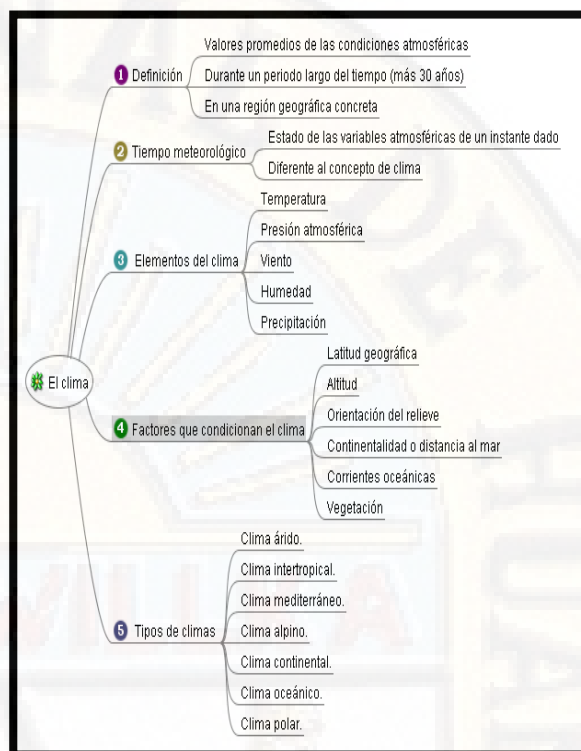 El clima
1 Definición
Valores promedios de las condiciones atmosféricas
Durante un periodo largo del tiempo (más 30 años)
En una región geográfica concreta
2 Tiempo meteorológico
Estado de las variables atmosféricas de un instante dado
Diferente al concepto de clima
3 Elementos del clima
Temperatura
Presión atmosférica
Viento
Humedad
Precipitación
4 Factores que condicionan el clima
Latitud geográfica
Altitud
Orientación del relieve
Continentalidad o distancia al mar
Corrientes oceánicas
Vegetación
5 Tipos de climas
Clima árido.
Clima intertropical.
Clima mediterráneo.
Clima alpino.
Clima continental.
Clima oceánico.
Clima polar.